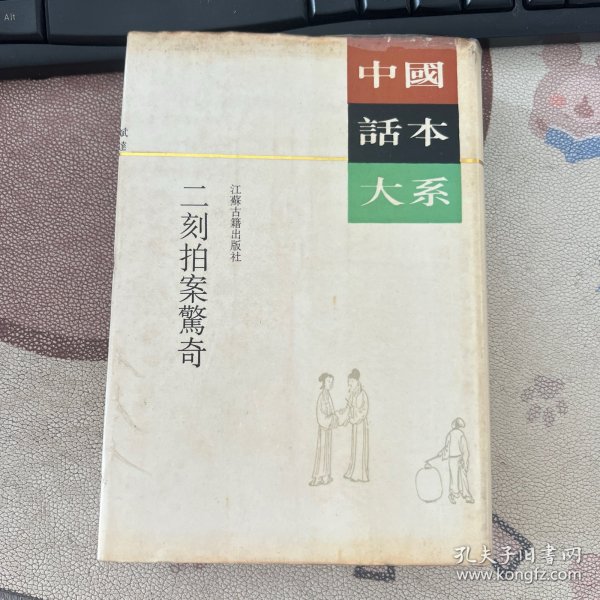 Alt
中國
話本
大系
江蘇古籍出版社
二刻拍案驚奇
孔夫子旧书网
www.kongfz.com